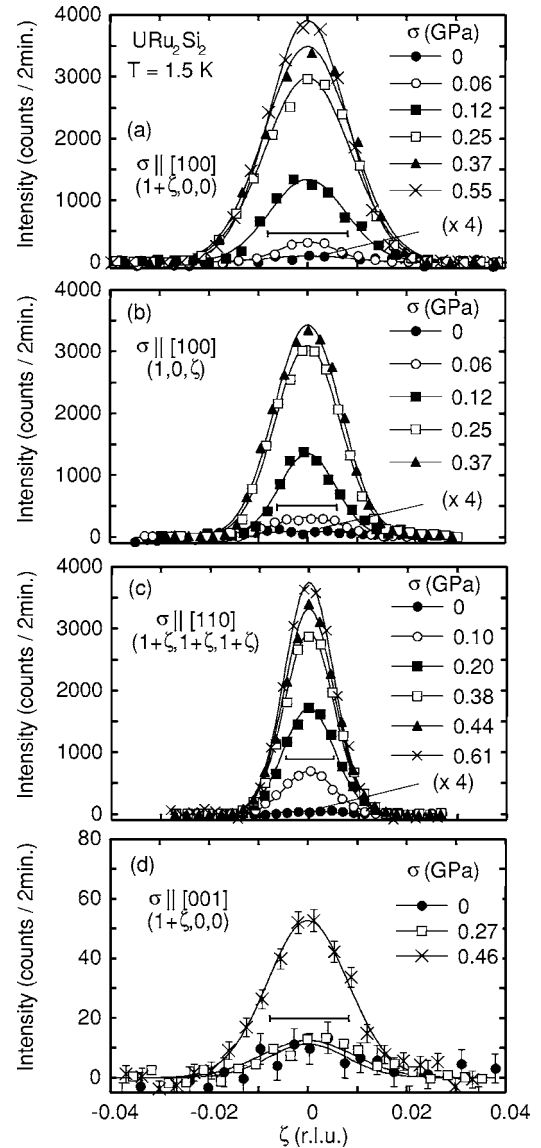 (a)
URu₂Si₂
T = 1.5 K
σ || [100]
(1+ζ,0,0)
σ (GPa)
0
0.06
0.12
0.25
0.37
0.55
(x 4)
Intensity (counts / 2min.)
4000
3000
2000
1000
0
(b)
σ || [100]
(1,0,ζ)
σ (GPa)
0
0.06
0.12
0.25
0.37
(x 4)
Intensity (counts / 2min.)
4000
3000
2000
1000
0
(c)
σ || [110]
(1+ζ,1+ζ,1+ζ)
σ (GPa)
0
0.10
0.20
0.38
0.44
0.61
(x 4)
Intensity (counts / 2min.)
4000
3000
2000
1000
0
(d)
σ || [001]
(1+ζ,0,0)
σ (GPa)
0
0.27
0.46
Intensity (counts / 2min.)
80
60
40
20
0
-0.04 -0.02 0 0.02 0.04
ζ (r.l.u.)